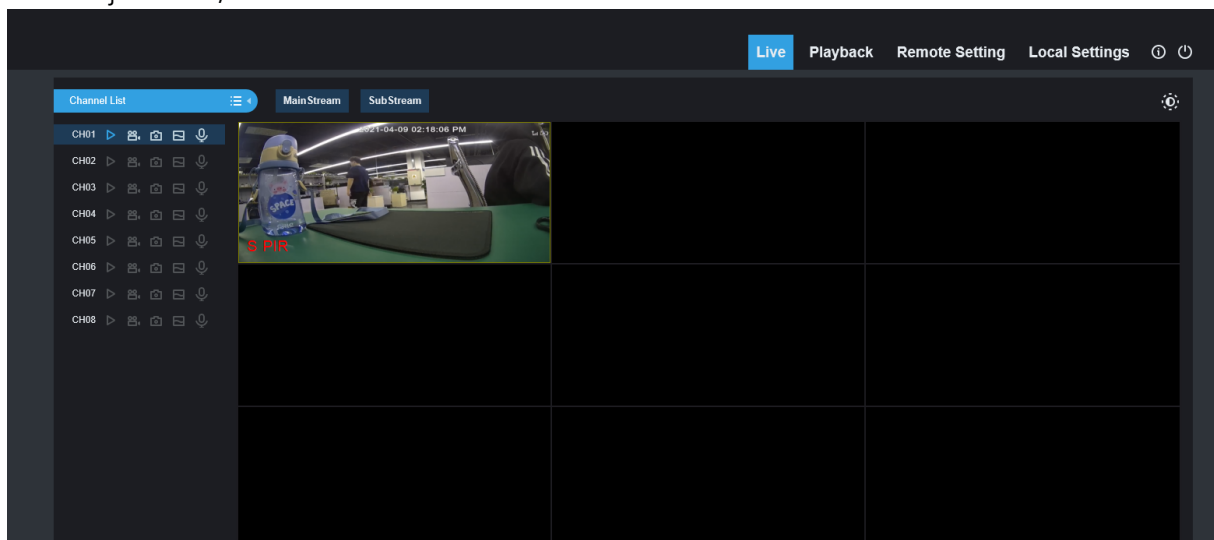 Live Playback Remote Setting Local Settings
Channel List MainStream SubStream
CH01
2021-04-09 02:18:06 PM
SPACE
S PIR
CH02
CH03
CH04
CH05
CH06
CH07
CH08